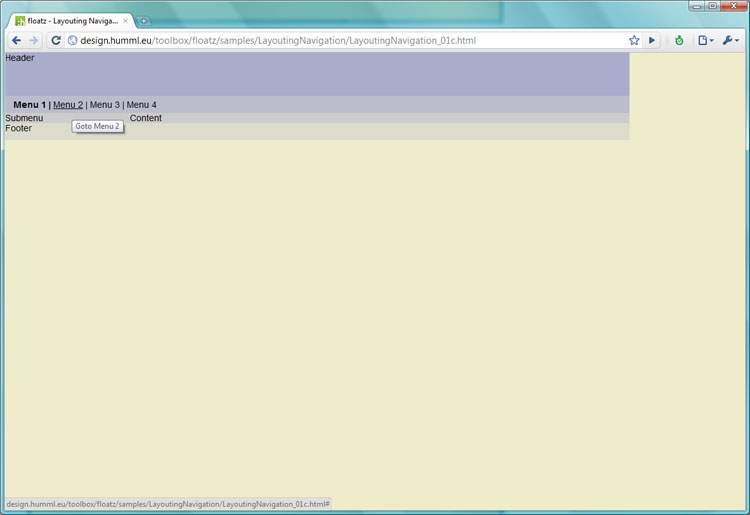 floatz - Layouting Naviga...
design.humml.eu/toolbox/floatz/samples/LayoutingNavigation/LayoutingNavigation_01c.html
Header
Menu 1 | Menu 2 | Menu 3 | Menu 4
Submenu Content
Goto Menu 2
Footer
design.humml.eu/toolbox/floatz/samples/LayoutingNavigation/LayoutingNavigation_01c.html#